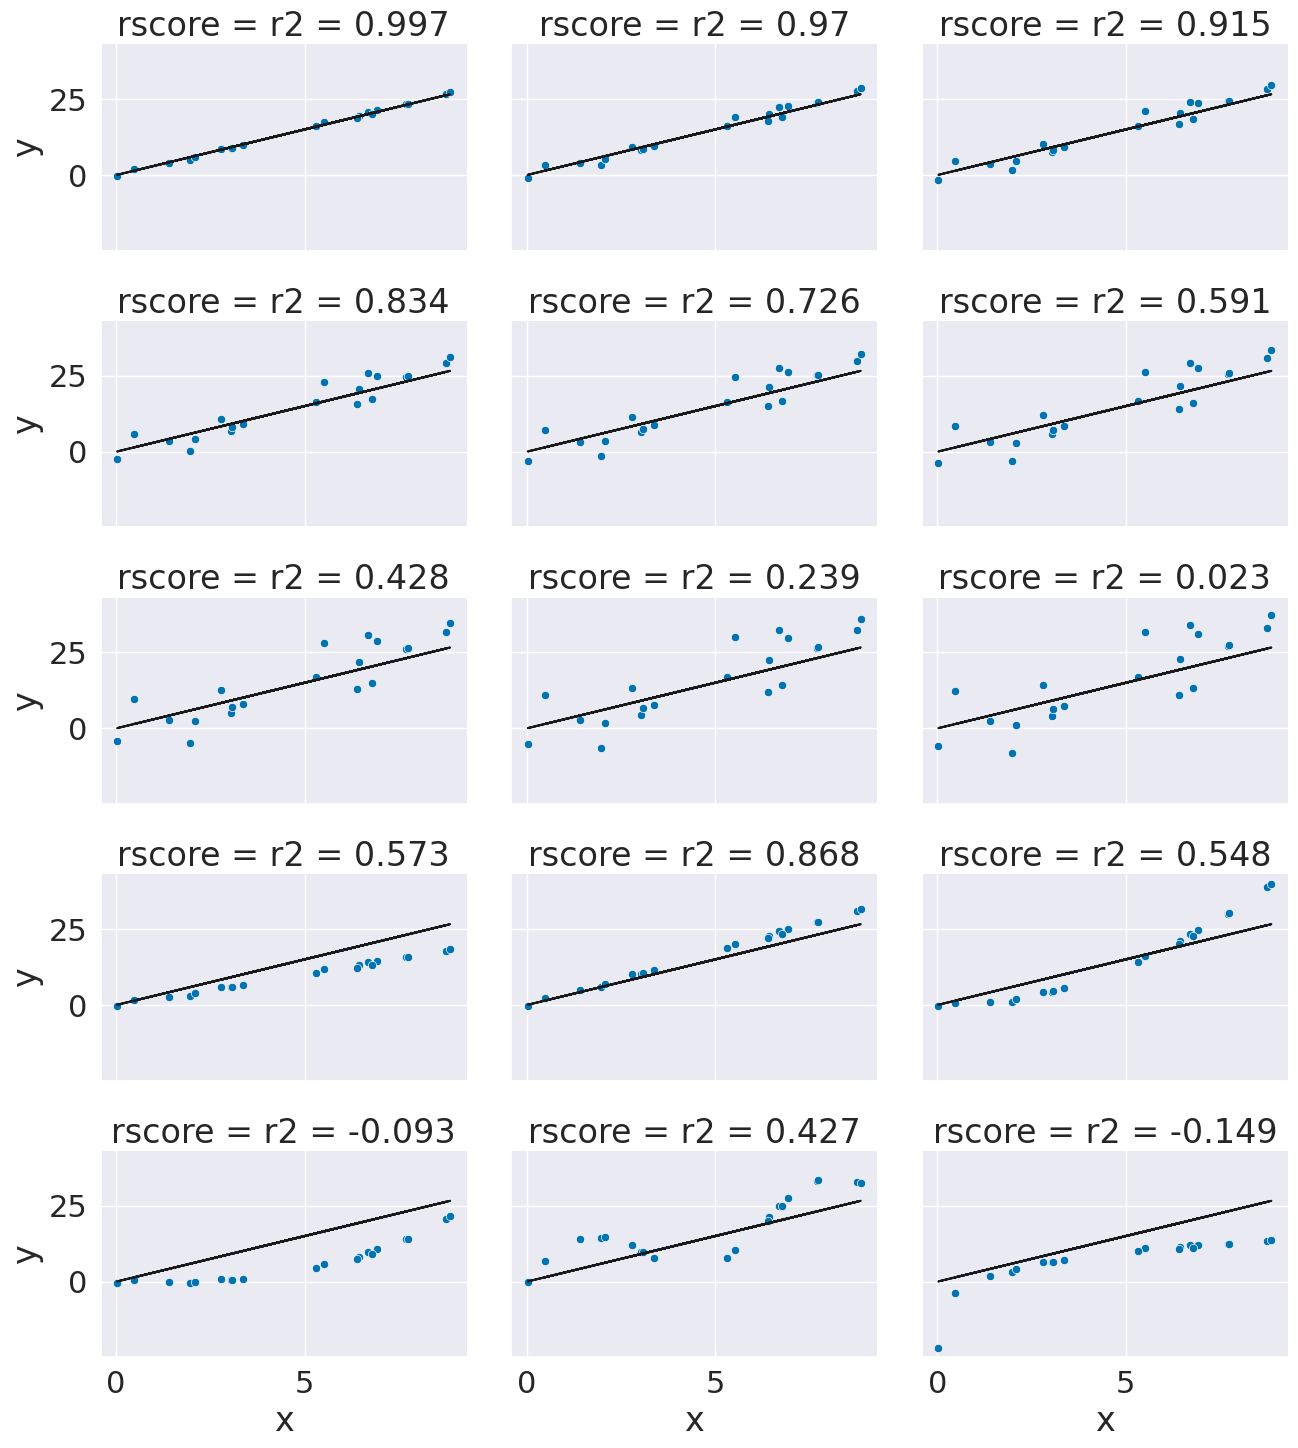 rscore = r2 = 0.997
rscore = r2 = 0.97
rscore = r2 = 0.915
25
0
y
rscore = r2 = 0.834
rscore = r2 = 0.726
rscore = r2 = 0.591
25
0
y
rscore = r2 = 0.428
rscore = r2 = 0.239
rscore = r2 = 0.023
25
0
y
rscore = r2 = 0.573
rscore = r2 = 0.868
rscore = r2 = 0.548
25
0
y
rscore = r2 = -0.093
rscore = r2 = 0.427
rscore = r2 = -0.149
25
0
y
0 5
0 5
0 5
x
x
x